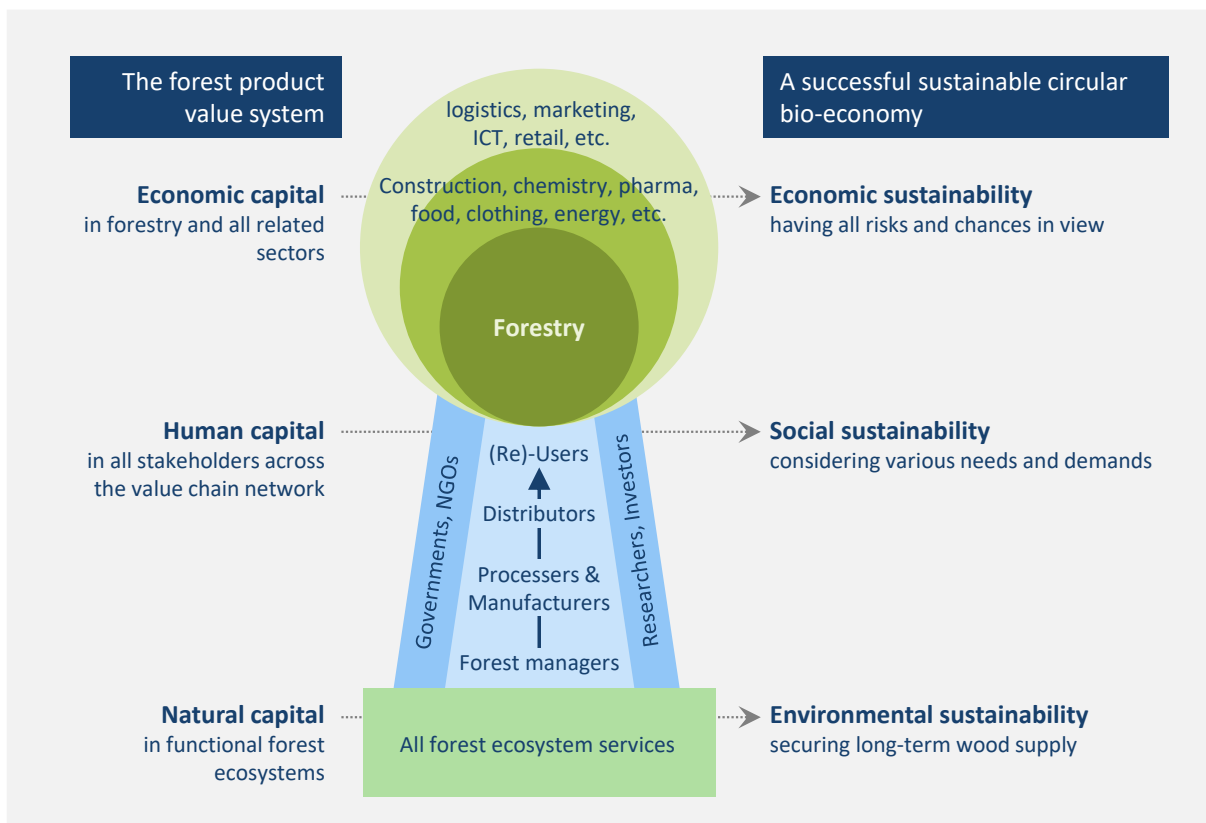 The forest product
value system
A successful sustainable circular
bio-economy
logistics, marketing,
ICT, retail, etc.
Economic capital
in forestry and all related
sectors
Construction, chemistry, pharma,
food, clothing, energy, etc.
Economic sustainability
having all risks and chances in view
Forestry
Human capital
in all stakeholders across
the value chain network
Governments, NGOs
(Re)-Users
Distributors
Processers &
Manufacturers
Forest managers
Researchers, Investors
Social sustainability
considering various needs and demands
Natural capital
in functional forest
ecosystems
All forest ecosystem services
Environmental sustainability
securing long-term wood supply